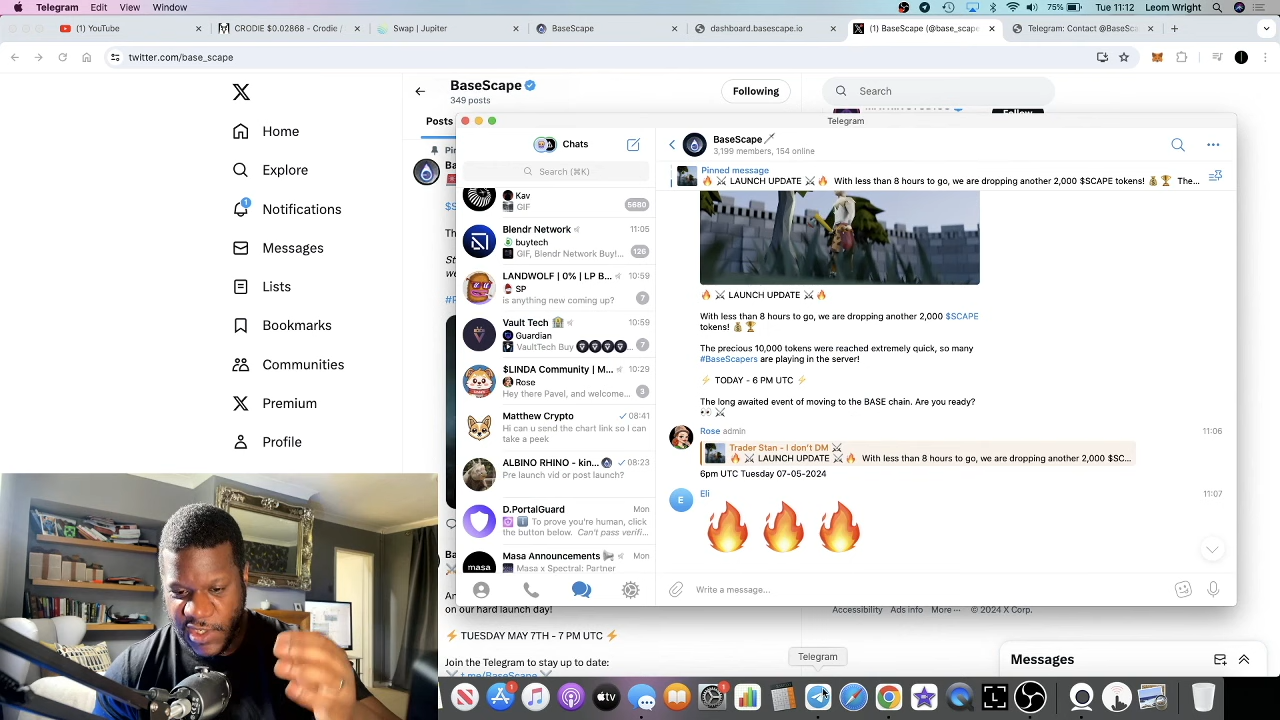 Telegram Edit View Window
75% Tue 11:12 Leom Wright
(1) YouTube
CRODIE $0.02868 - Crodie /
Swap | Jupiter
BaseScape
dashboard.basescape.io
(1) BaseScape (@base_scape
Telegram: Contact @BaseSca
twitter.com/base_scape
BaseScape
349 posts
Following
Search
Posts
Home
Explore
Notifications
Messages
Lists
Bookmarks
Communities
Premium
Profile
Telegram
Chats
Search (⌘K)
BaseScape
3,199 members, 154 online
Pinned message
🔥 ⚔ LAUNCH UPDATE ⚔ 🔥 With less than 8 hours to go, we are dropping another 2,000 $SCAPE tokens! 💰 🏆 The...
Kav
GIF
5680
Blendr Network 11:05
buytech
GIF, Blendr Network Buy!...
126
LANDWOLF | 0% | LP B... 10:59
SP
is anything new coming up?
7
Vault Tech 10:59
Guardian
VaultTech Buy
7
$LINDA Community | M... 10:29
Rose
Hey there Pavel, and welcome...
3
Matthew Crypto 08:41
Hi can u send the chart link so I can
take a peek
ALBINO RHINO - kin... 08:23
Pre launch vid or post launch?
D.PortalGuard Mon
To prove you're human, click
the button below. Can't pass verifi...
Masa Announcements Mon
Masa x Spectral: Partner
🔥 ⚔ LAUNCH UPDATE ⚔ 🔥
With less than 8 hours to go, we are dropping another 2,000 $SCAPE
tokens! 💰 🏆
The precious 10,000 tokens were reached extremely quick, so many
#BaseScapers are playing in the server!
⚡ TODAY - 6 PM UTC ⚡
The long awaited event of moving to the BASE chain. Are you ready?
👀 ⚔
Rose admin 11:06
Trader Stan - I don't DM ⚔
🔥 ⚔ LAUNCH UPDATE ⚔ 🔥 With less than 8 hours to go, we are dropping another 2,000 $SC...
6pm UTC Tuesday 07-05-2024
Eli 11:07
🔥 🔥 🔥
Write a message...
on our hard launch day!
⚡ TUESDAY MAY 7TH - 7 PM UTC ⚡
Join the Telegram to stay up to date:
t.me/BaseScape
Accessibility Ads info More ··· © 2024 X Corp.
Messages
Telegram